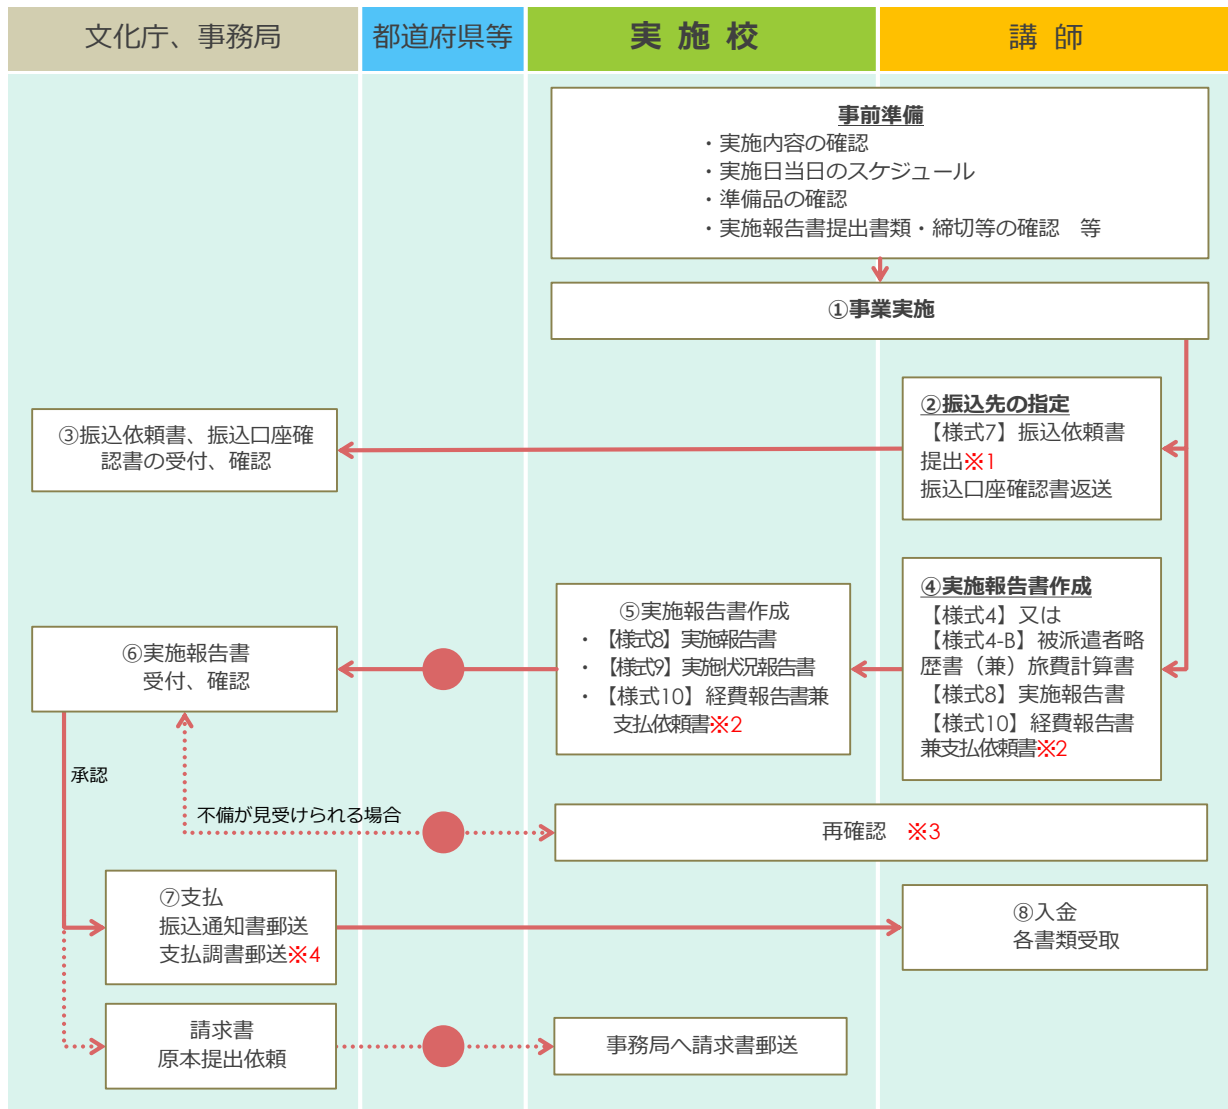 文化庁、事務局
都道府県等
実 施 校
講 師
事前準備
・実施内容の確認
・実施日当日のスケジュール
・準備品の確認
・実施報告書提出書類・締切等の確認　等
①事業実施
②振込先の指定
【様式7】振込依頼書
提出※1
振込口座確認書返送
③振込依頼書、振込口座確
認書の受付、確認
④実施報告書作成
【様式4】又は
【様式4-B】被派遣者略
歴書（兼）旅費計算書
【様式8】実施報告書
【様式10】経費報告書
兼支払依頼書※2
⑤実施報告書作成
・【様式8】実施報告書
・【様式9】実施状況報告書
・【様式10】経費報告書兼
支払依頼書※2
⑥実施報告書
受付、確認
承認
不備が見受けられる場合
再確認　※3
⑦支払
振込通知書郵送
支払調書郵送※4
⑧入金
各書類受取
請求書
原本提出依頼
事務局へ請求書郵送